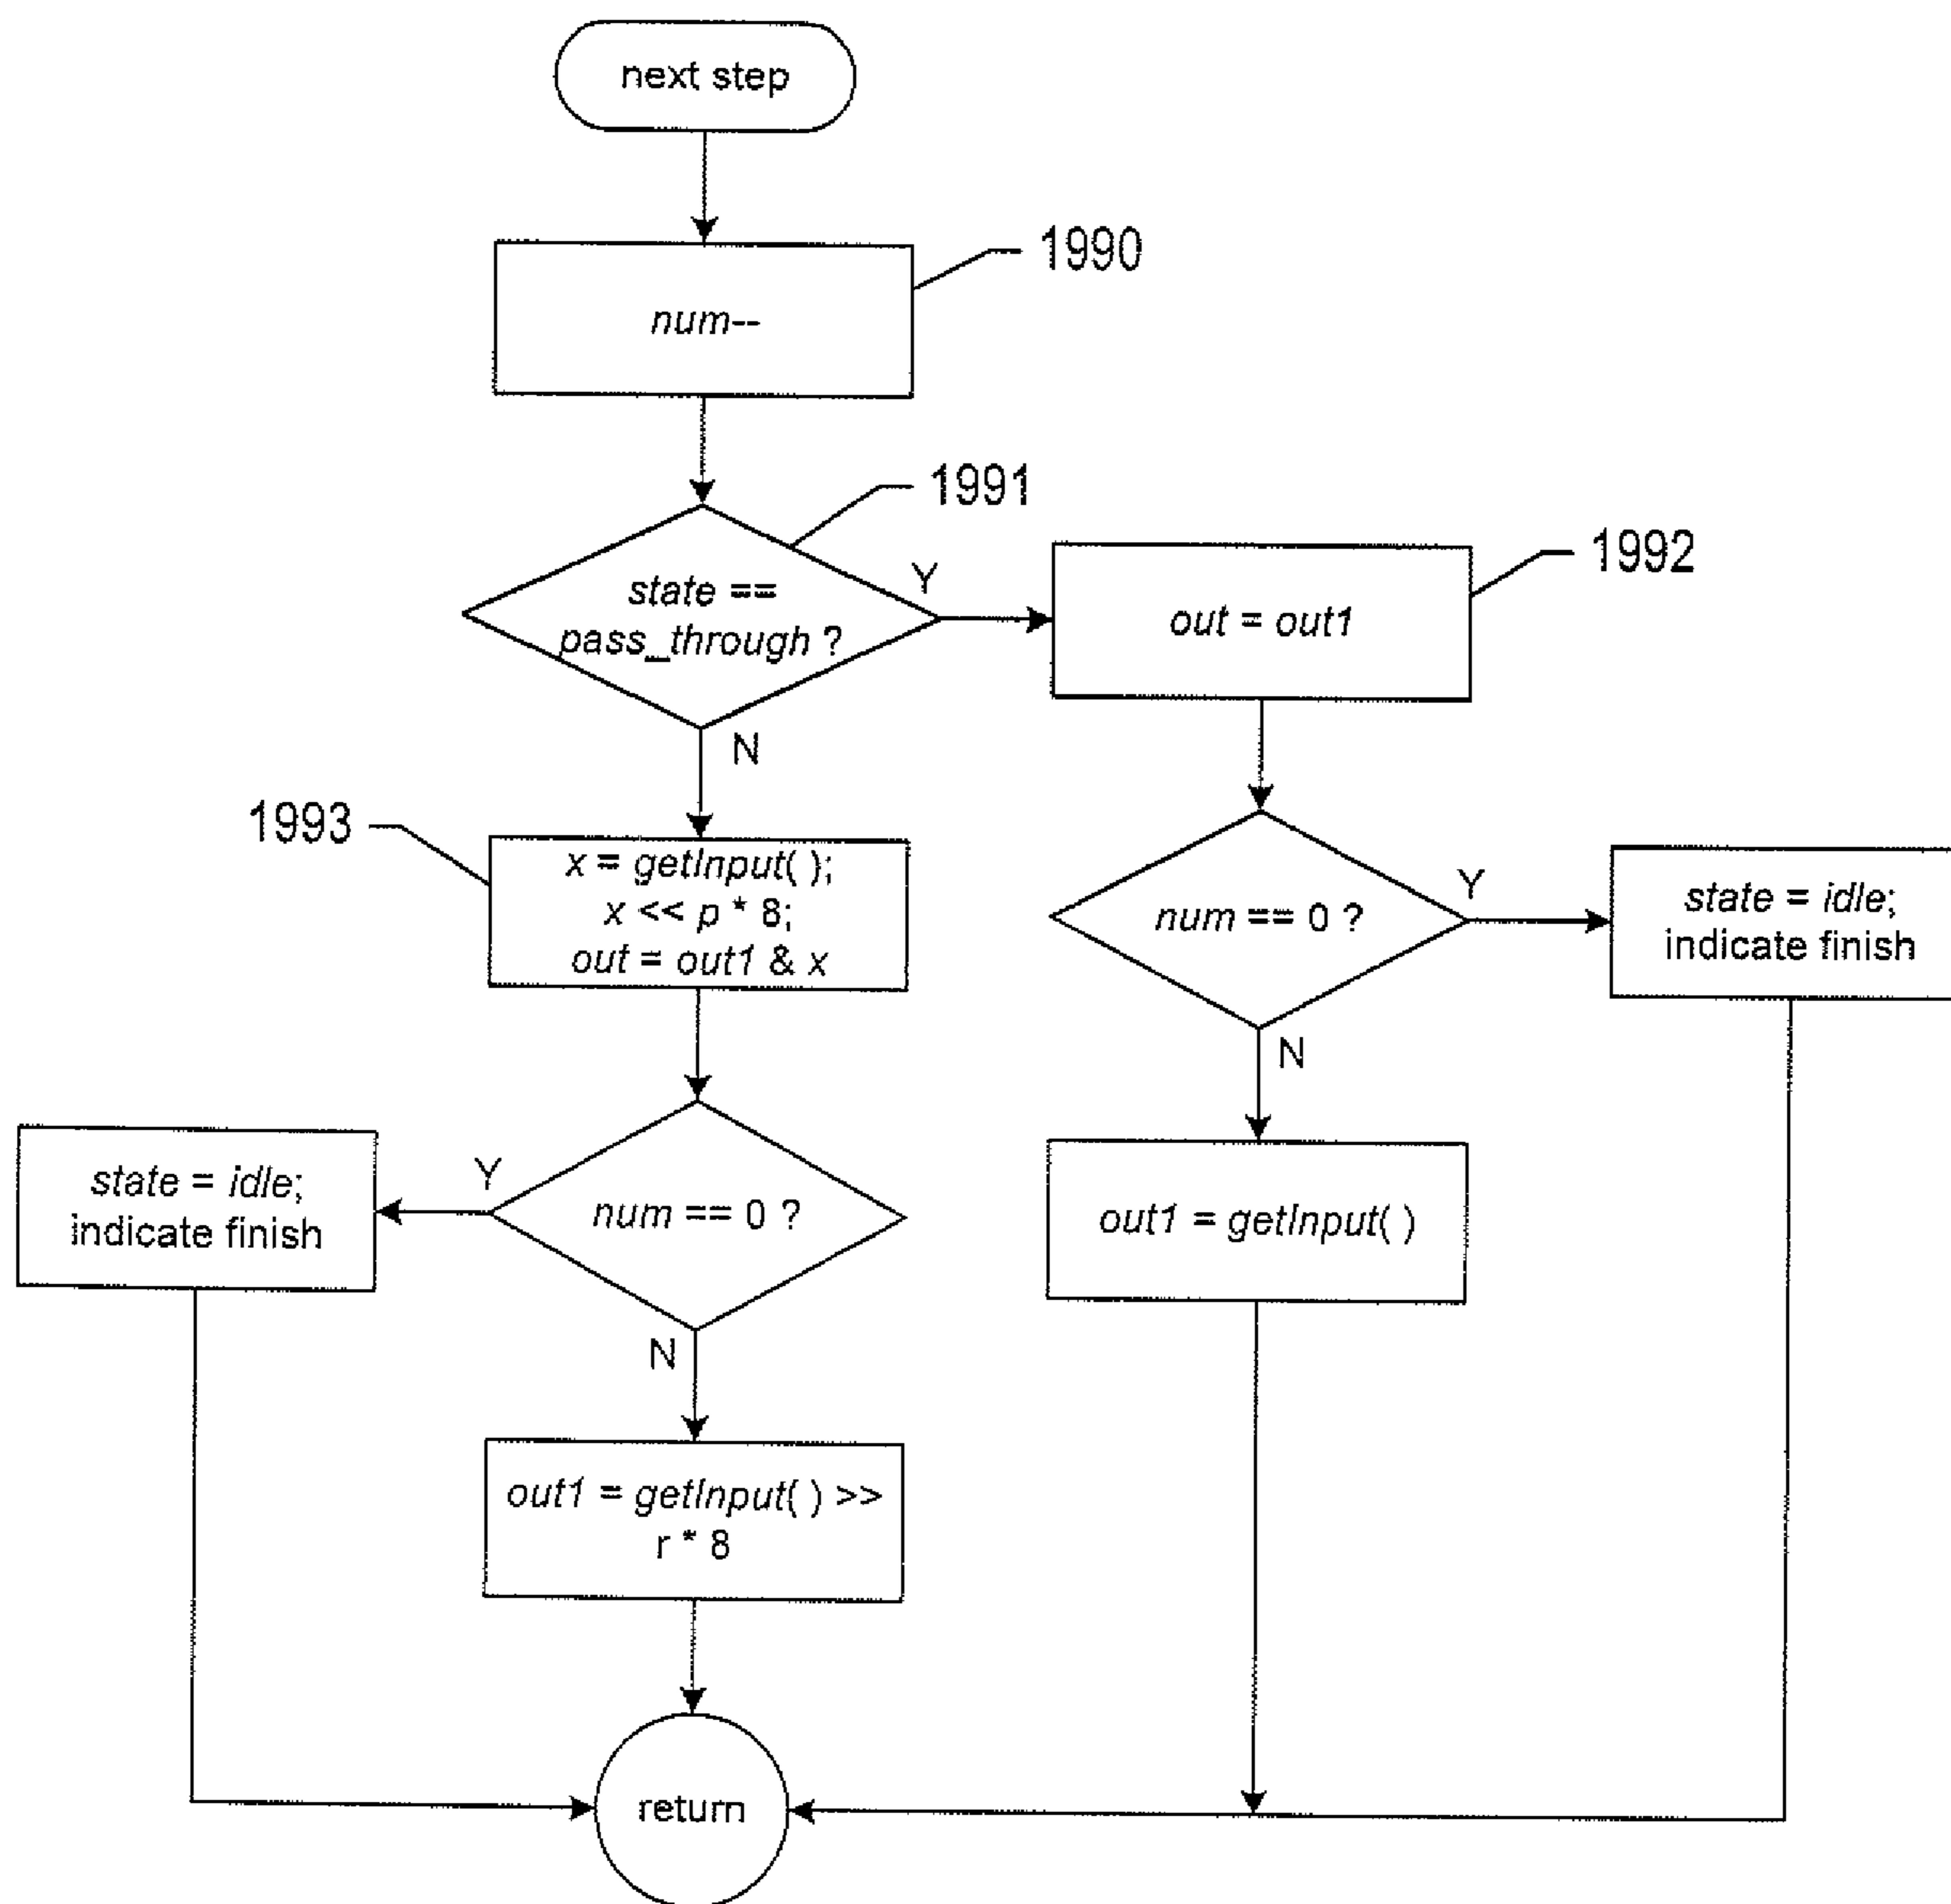 next step
1990
num--
1991
state ==
pass_through ?
Y
N
1992
out = out1
1993
x = getInput( );
x << p * 8;
out = out1 & x
num == 0 ?
Y
N
state = idle;
indicate finish
out1 = getInput( )
state = idle;
indicate finish
Y
num == 0 ?
N
out1 = getInput( ) >>
r * 8
return